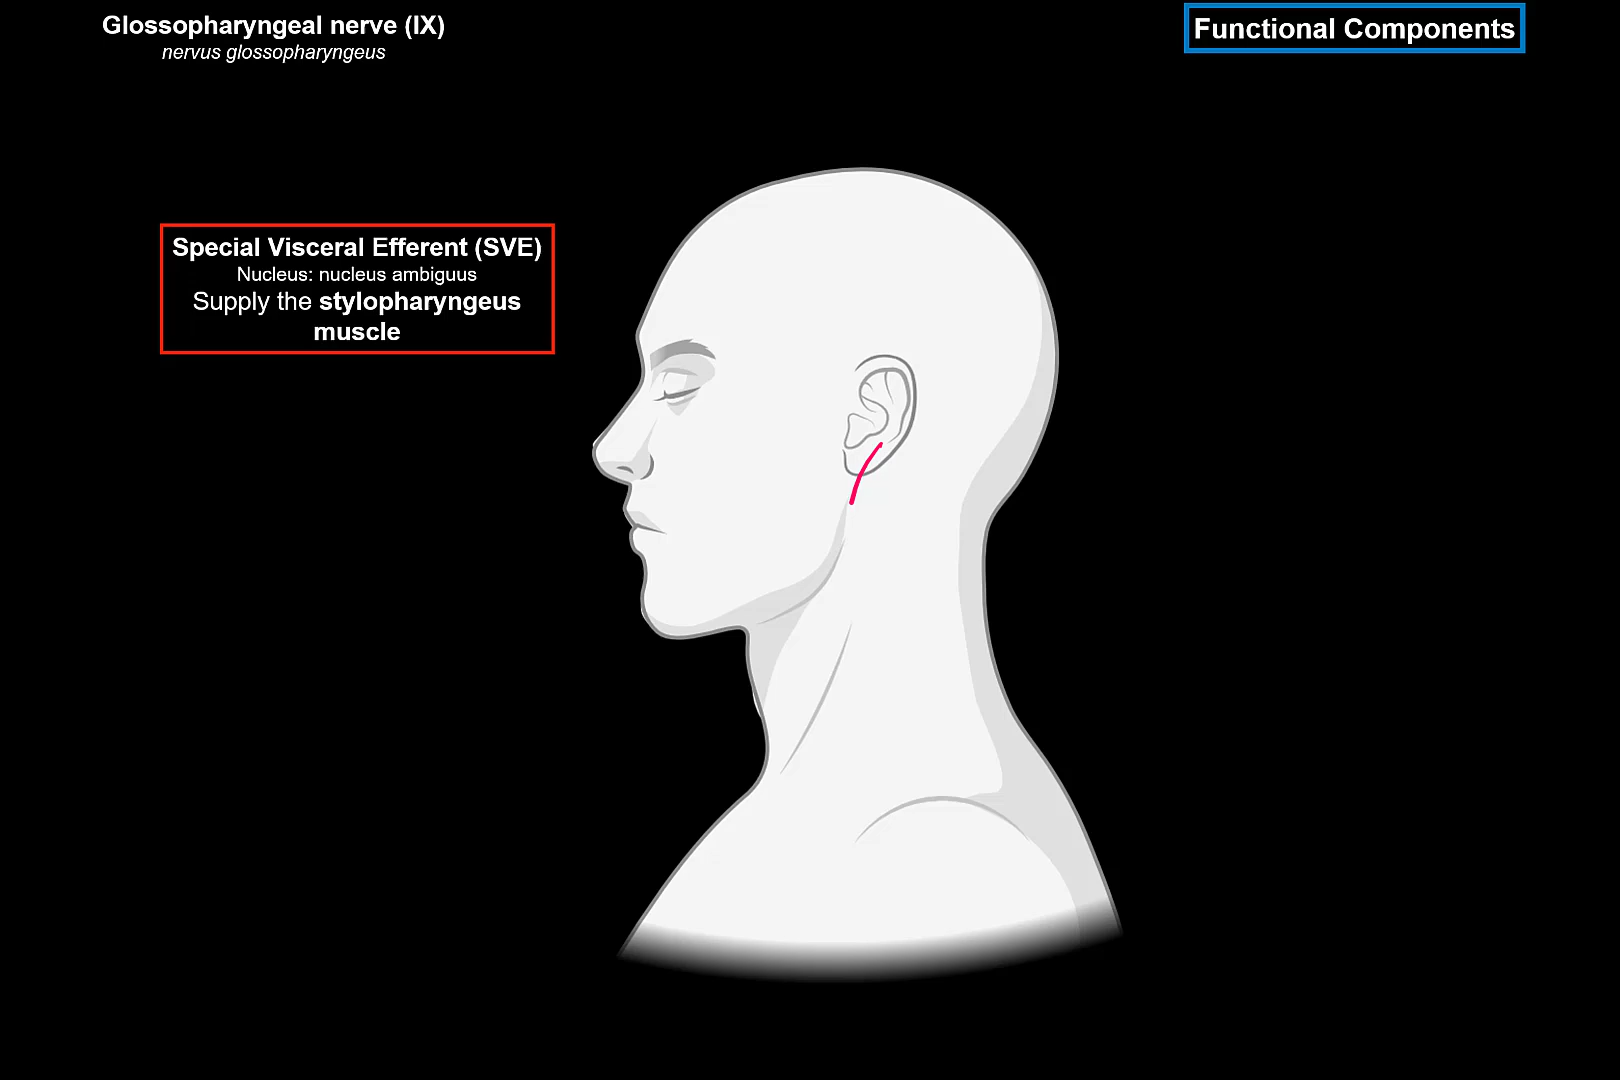 Glossopharyngeal nerve (IX)
nervus glossopharyngeus
Functional Components
Special Visceral Efferent (SVE)
Nucleus: nucleus ambiguus
Supply the stylopharyngeus
muscle